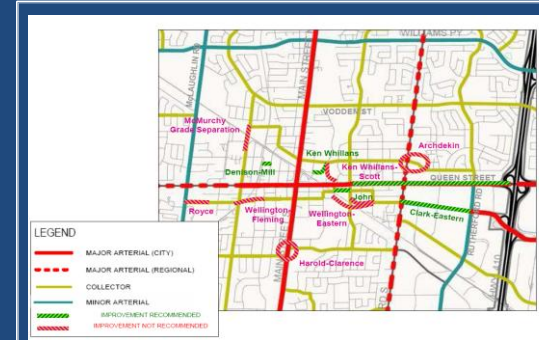 WILLIAMS PY
McLAUGHLIN RD
MAIN STREET N
VODDEN ST
McMurchy
Grade Separation
Archdekin
Ken Whillans
Ken Whillans-
Scott
Denison-Mill
QUEEN STREET
John
RUTHERFORD RD
Royce
Wellington-
Fleming
Wellington-
Eastern
Clark-Eastern
Harold-Clarence
LEGEND
MAJOR ARTERIAL (CITY)
MAJOR ARTERIAL (REGIONAL)
COLLECTOR
MINOR ARTERIAL
IMPROVEMENT RECOMMENDED
IMPROVEMENT NOT RECOMMENDED